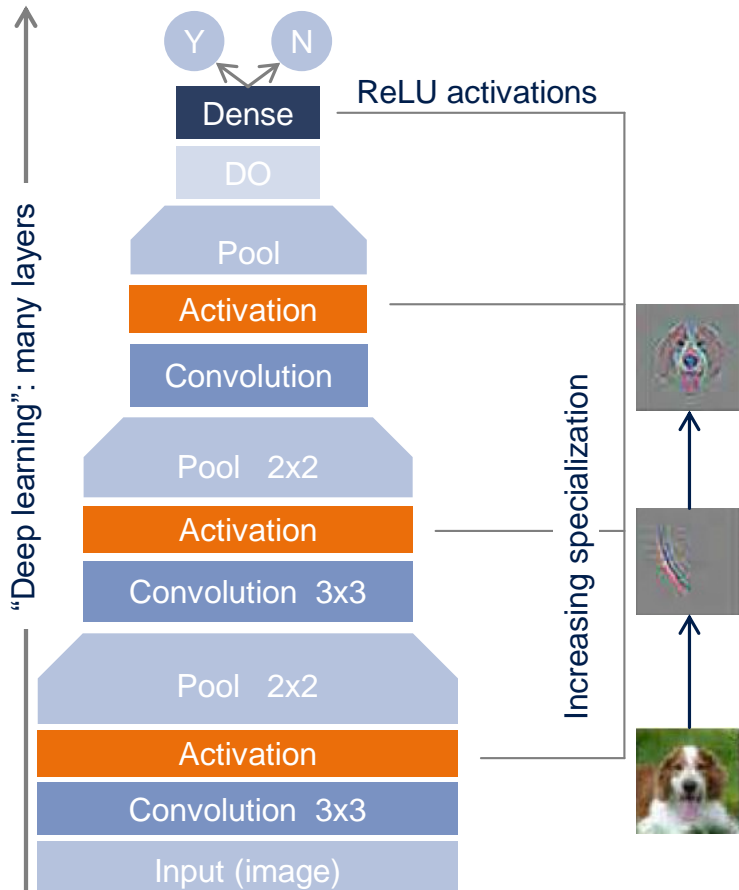 Y N
Dense
ReLU activations
DO
Pool
Activation
Convolution
Pool 2x2
Activation
Convolution 3x3
Pool 2x2
Activation
Convolution 3x3
Input (image)
“Deep learning”: many layers
Increasing specialization